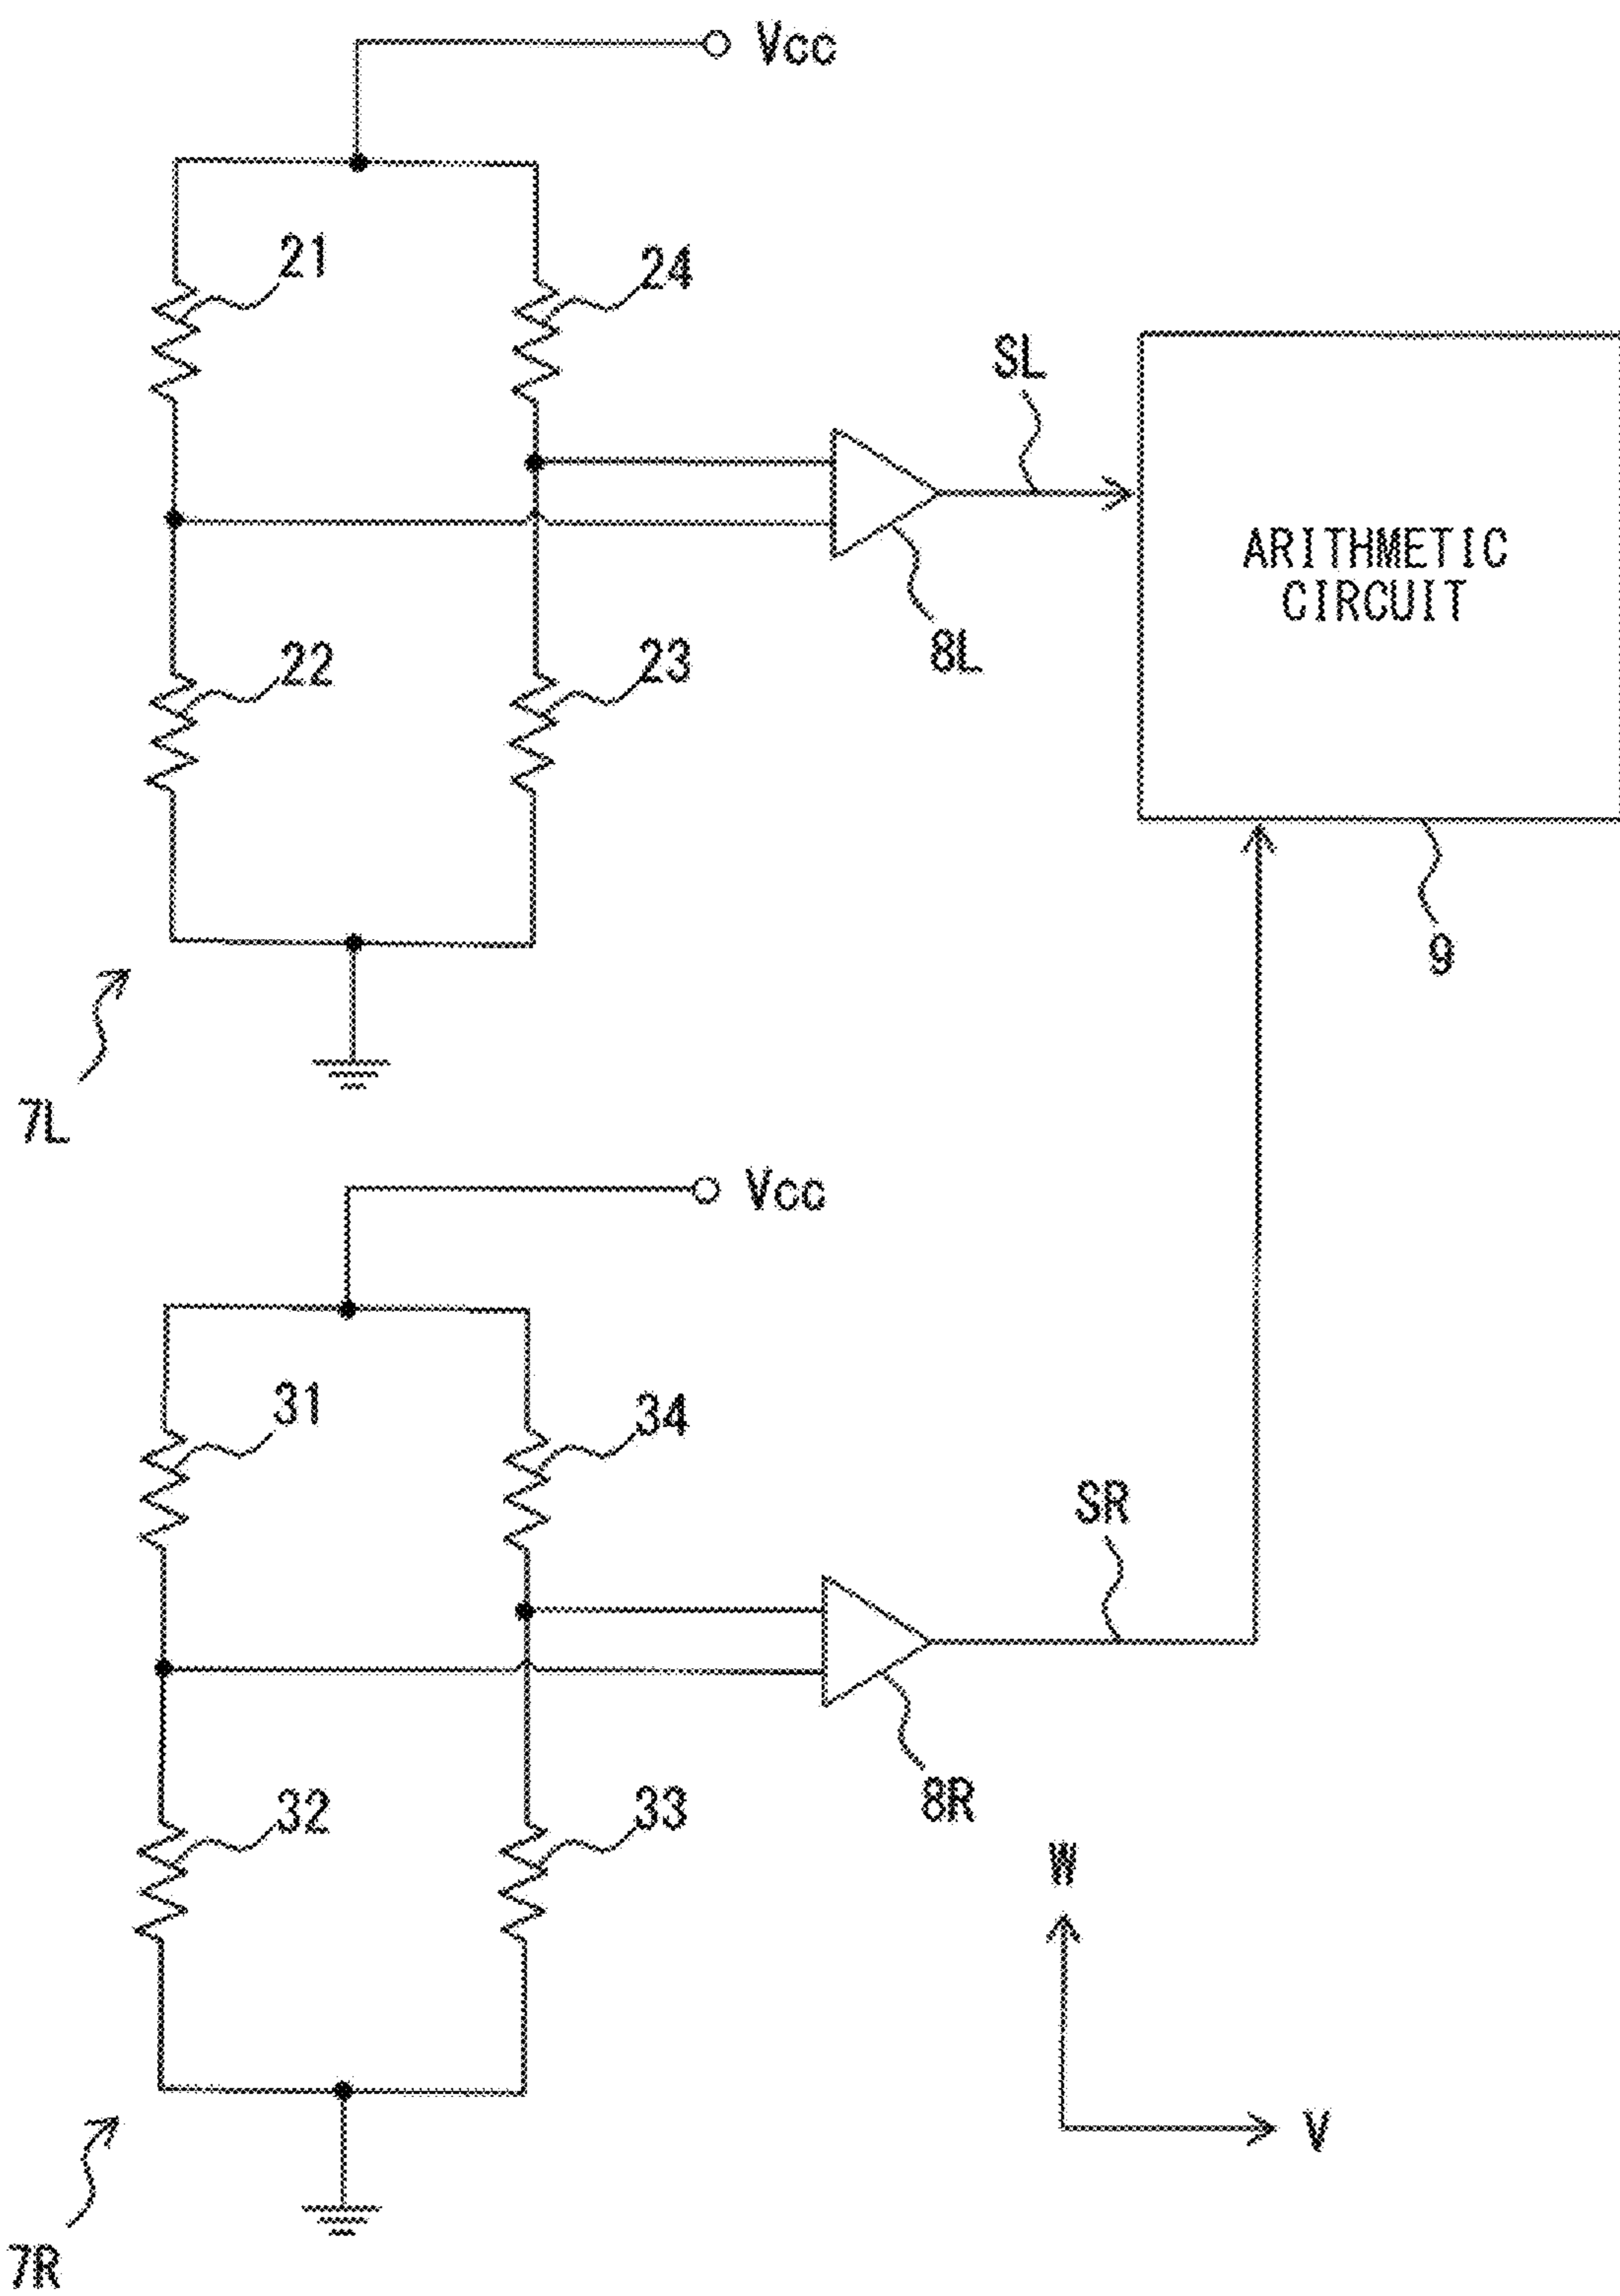 Vcc
21
24
SL
ARITHMETIC
CIRCUIT
8L
22
23
9
7L
Vcc
31
34
SR
8R
32
33
W
V
7R